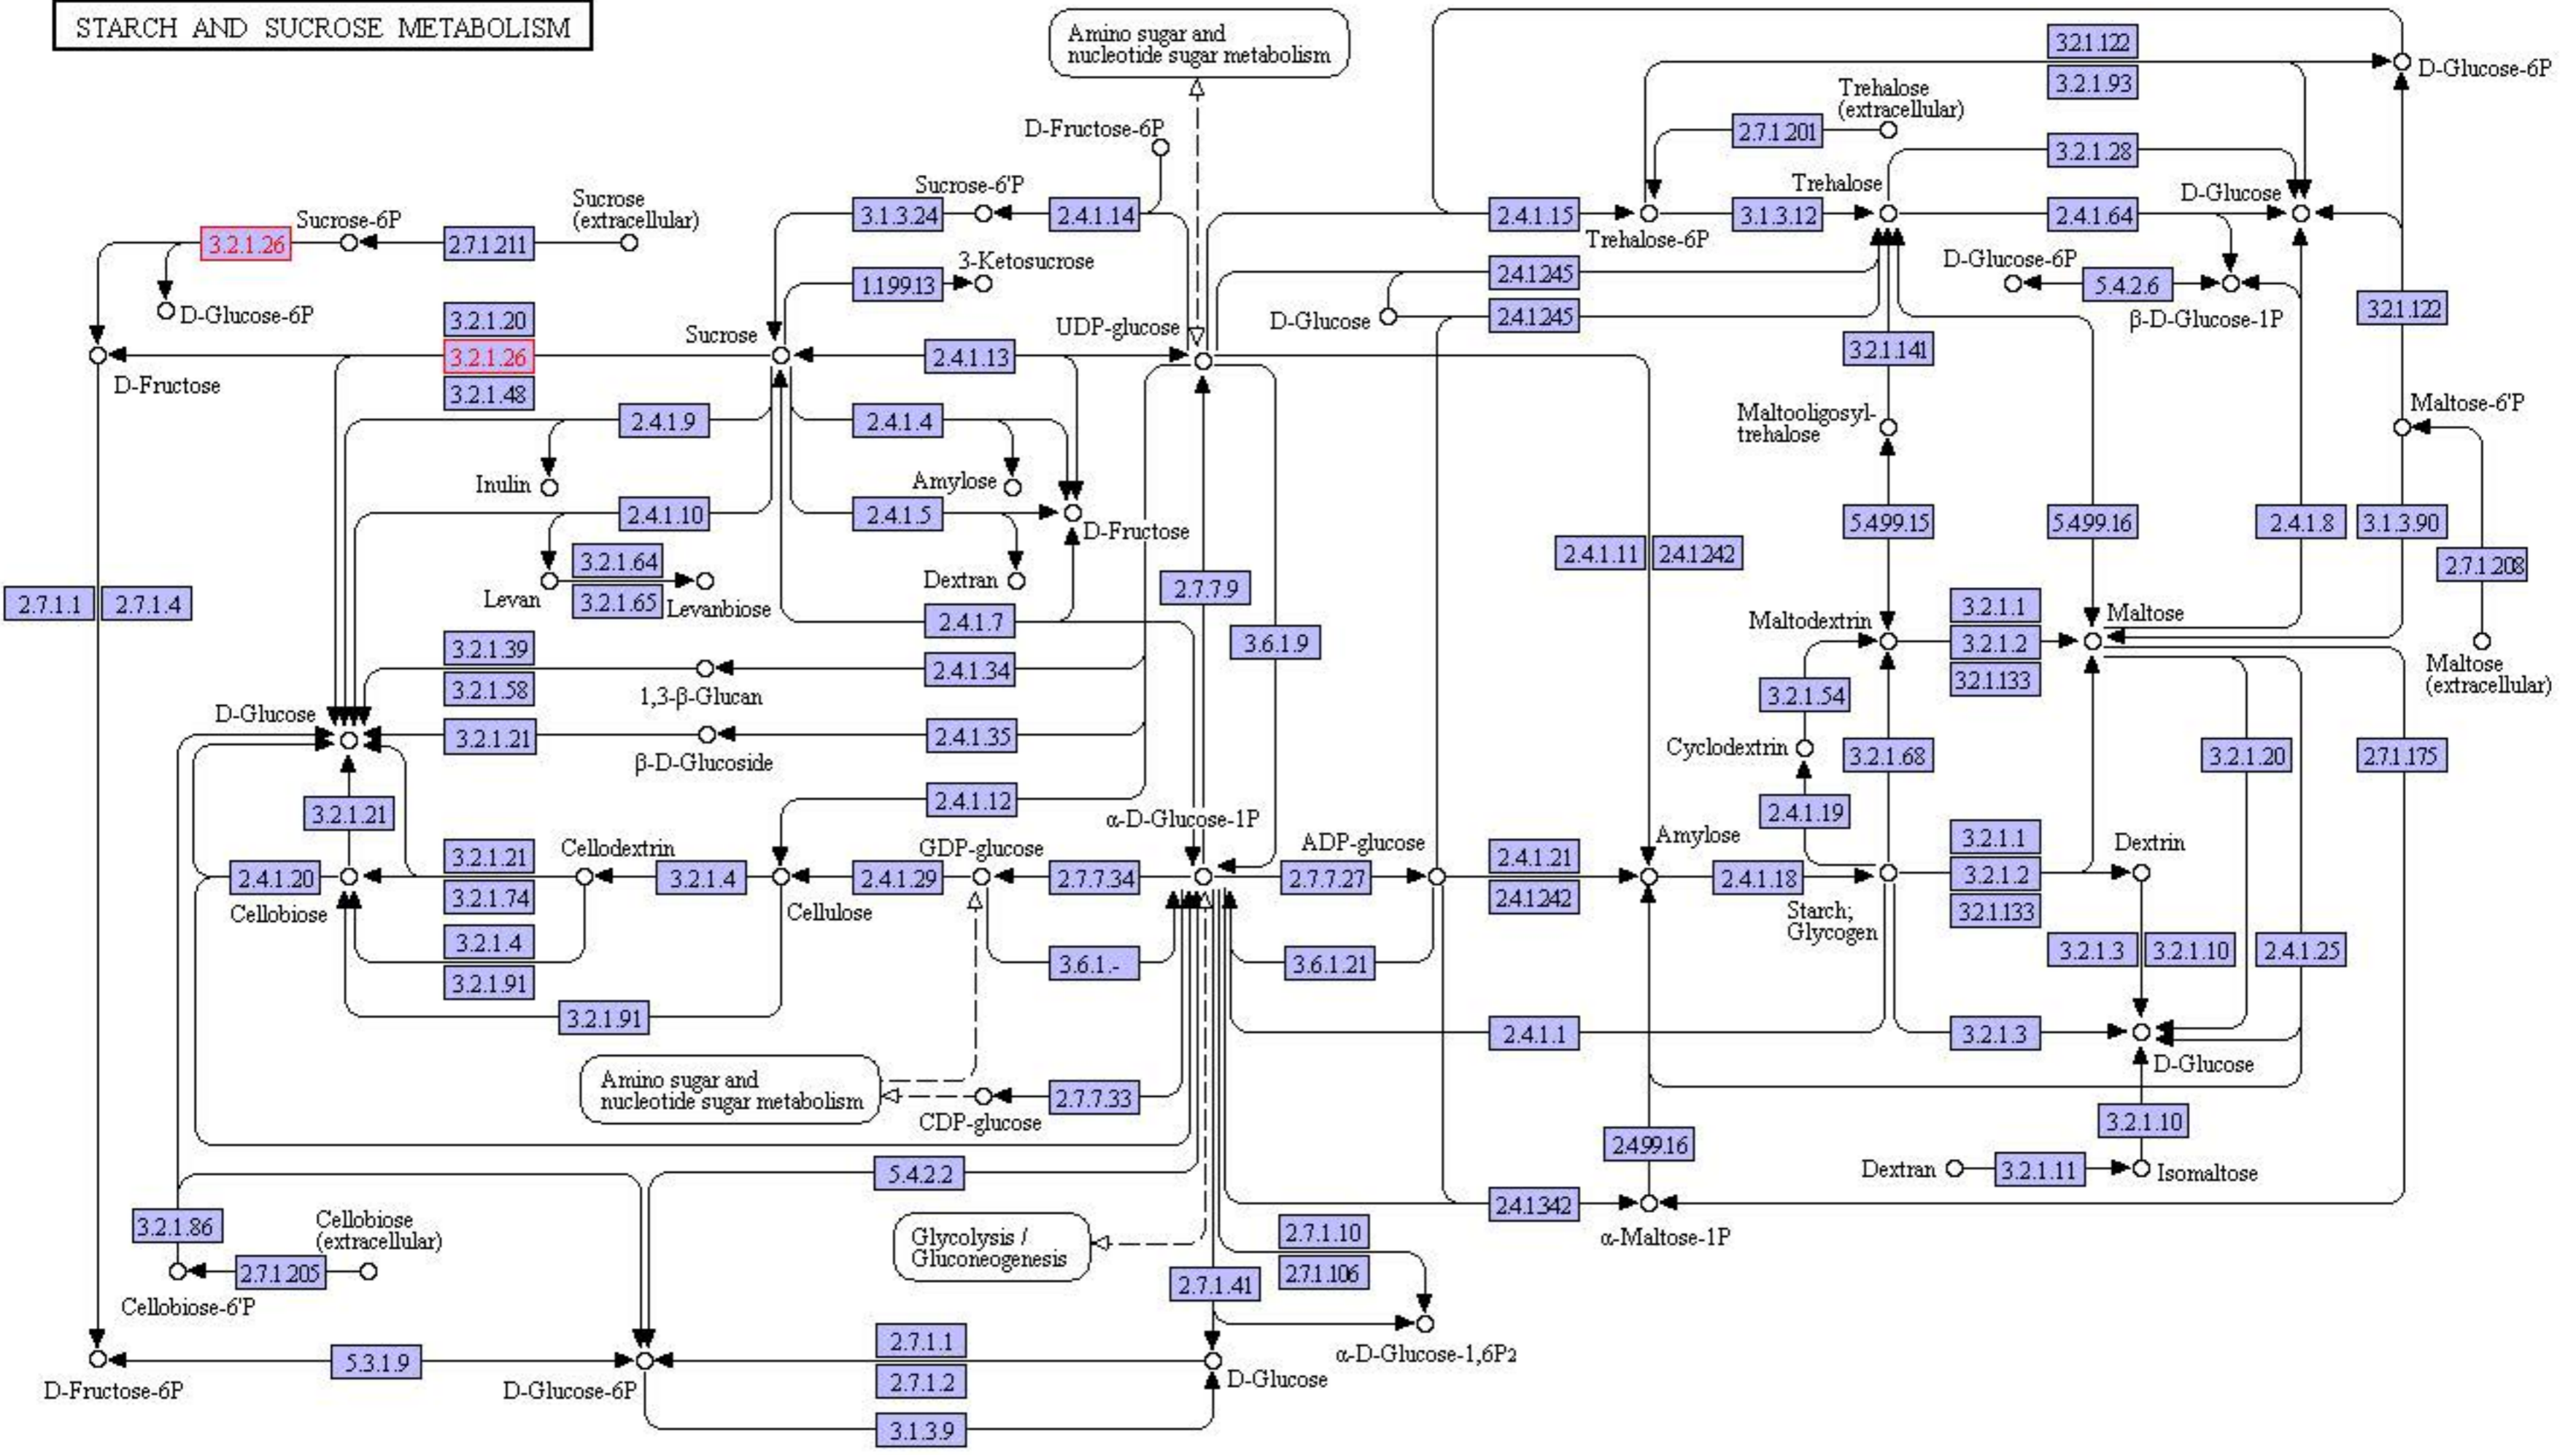 STARCH AND SUCROSE METABOLISM
Amino sugar and
nucleotide sugar metabolism
3.2.1.122
D-Glucose-6P
3.2.1.93
Trehalose
(extracellular)
2.7.1.201
D-Fructose-6P
3.2.1.28
Sucrose-6'P
Trehalose
D-Glucose
Sucrose
(extracellular)
3.1.3.24
2.4.1.14
2.4.1.15
3.1.3.12
2.4.1.64
Sucrose-6P
3.2.1.26
2.7.1.211
Trehalose-6P
3-Ketosucrose
D-Glucose-6P
1.1.99.13
2.4.1.245
5.4.2.6
D-Glucose-6P
3.2.1.20
D-Glucose
2.4.1.245
β-D-Glucose-1P
3.2.1.122
Sucrose
UDP-glucose
3.2.1.26
2.4.1.13
3.2.1.141
D-Fructose
3.2.1.48
Maltose-6'P
2.4.1.9
2.4.1.4
Maltooligosyl-
trehalose
Inulin
Amylose
2.4.1.10
2.4.1.5
D-Fructose
5.4.99.15
5.4.99.16
2.4.1.8
3.1.3.90
2.4.1.11
2.4.1.242
3.2.1.64
2.7.1.208
Levan
3.2.1.65
Levanbiose
Dextran
2.7.7.9
2.7.1.1
2.7.1.4
2.4.1.7
3.2.1.1
Maltodextrin
Maltose
3.2.1.39
3.6.1.9
3.2.1.2
3.2.1.58
2.4.1.34
3.2.1.133
Maltose
(extracellular)
1,3-β-Glucan
3.2.1.54
D-Glucose
3.2.1.21
2.4.1.35
Cyclodextrin
3.2.1.68
3.2.1.20
2.7.1.175
β-D-Glucoside
3.2.1.21
2.4.1.12
2.4.1.19
α-D-Glucose-1P
ADP-glucose
Amylose
3.2.1.1
Dextrin
3.2.1.21
Cellodextrin
GDP-glucose
2.4.1.21
2.4.1.20
3.2.1.4
2.4.1.29
2.7.7.34
2.7.7.27
2.4.1.18
3.2.1.2
3.2.1.74
2.4.1.242
3.2.1.133
Cellobiose
Cellulose
Starch;
Glycogen
3.2.1.4
3.2.1.3
3.2.1.10
2.4.1.25
3.6.1.-
3.6.1.21
3.2.1.91
3.2.1.91
2.4.1.1
3.2.1.3
D-Glucose
Amino sugar and
nucleotide sugar metabolism
2.7.7.33
CDP-glucose
3.2.1.10
2.4.99.16
5.4.2.2
Dextran
3.2.1.11
Isomaltose
2.4.1.342
3.2.1.86
Cellobiose
(extracellular)
Glycolysis /
Gluconeogenesis
2.7.1.10
α-Maltose-1P
2.7.1.205
2.7.1.106
2.7.1.41
Cellobiose-6'P
2.7.1.1
α-D-Glucose-1,6P2
5.3.1.9
D-Fructose-6P
D-Glucose-6P
2.7.1.2
D-Glucose
3.1.3.9